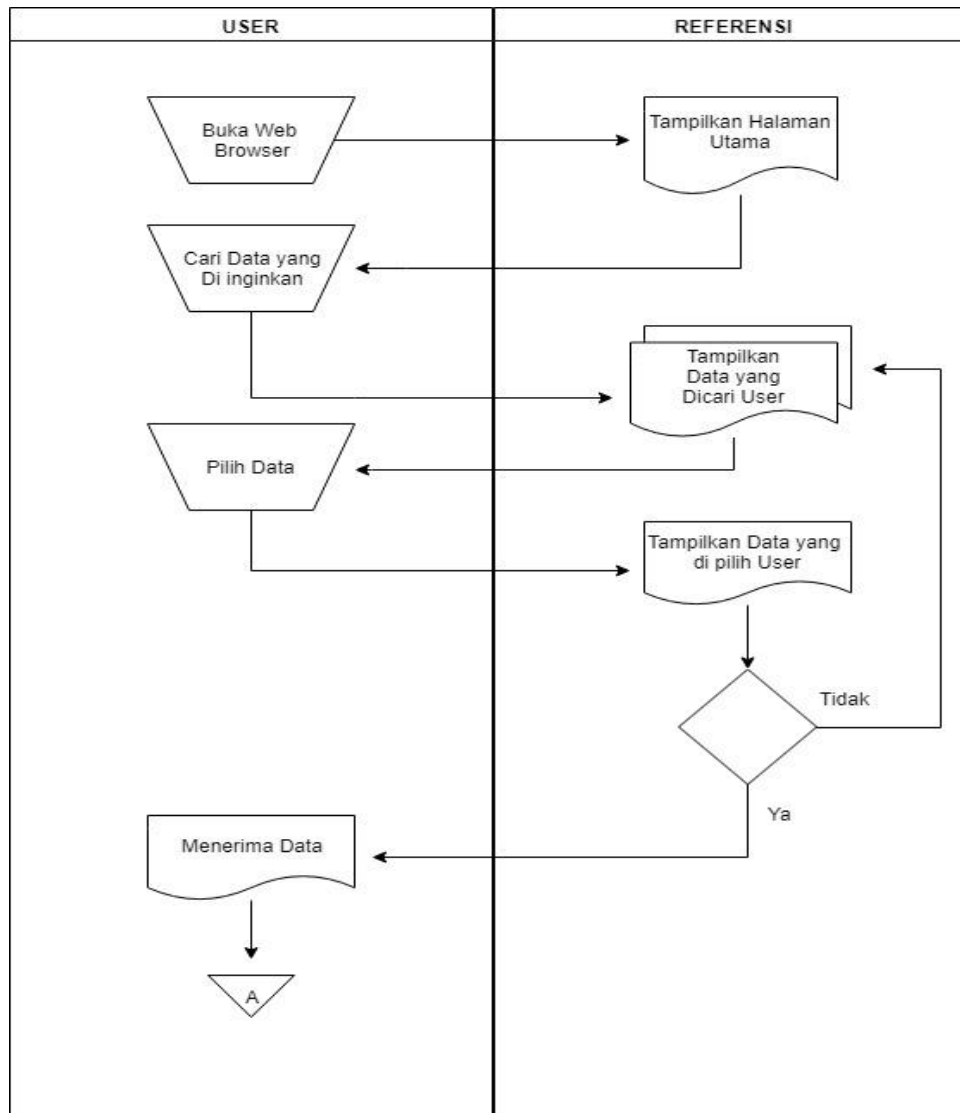 USER
REFERENSI
Buka Web
Browser
Tampilkan Halaman
Utama
Cari Data yang
Di inginkan
Tampilkan
Data yang
Dicari User
Pilih Data
Tampilkan Data yang
di pilih User
Tidak
Ya
Menerima Data
A